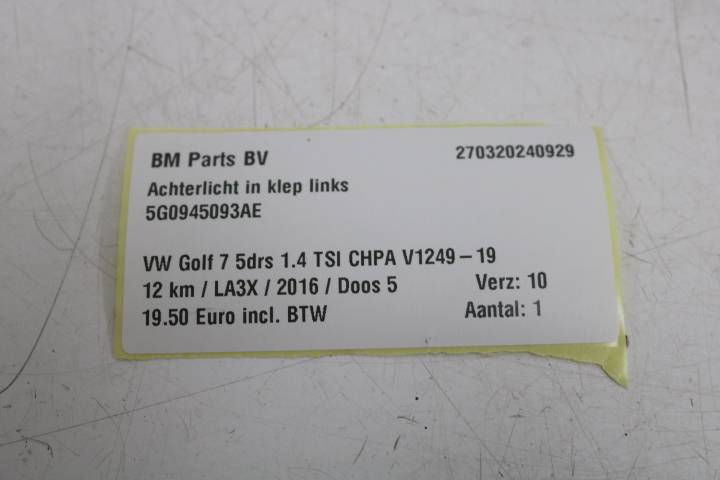 BM Parts BV 270320240929
Achterlicht in klep links
5G0945093AE
VW Golf 7 5drs 1.4 TSI CHPA V1249-19
12 km / LA3X / 2016 / Doos 5 Verz: 10
19.50 Euro incl. BTW Aantal: 1